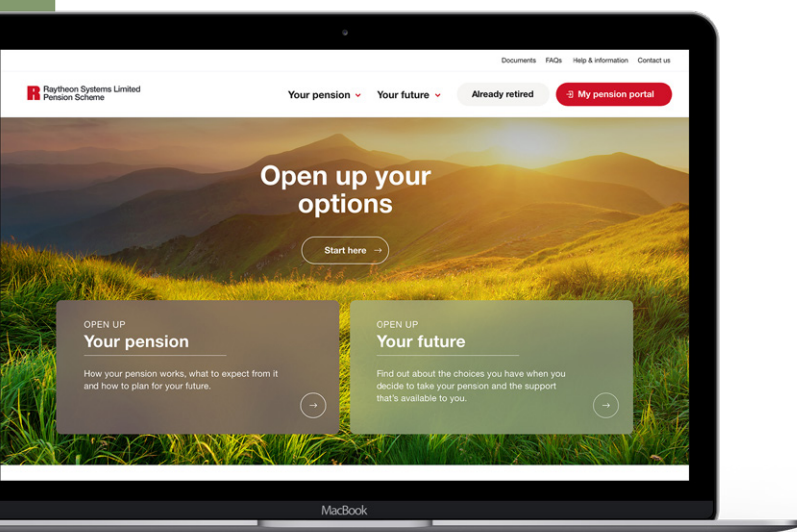 Documents FAQs Help & information Contact us
Raytheon Systems Limited
Pension Scheme
Your pension Your future Already retired My pension portal
Open up your
options
Start here
OPEN UP
Your pension
How your pension works, what to expect from it
and how to plan for your future.
OPEN UP
Your future
Find out about the choices you have when you
decide to take your pension and the support
that's available to you.
MacBook